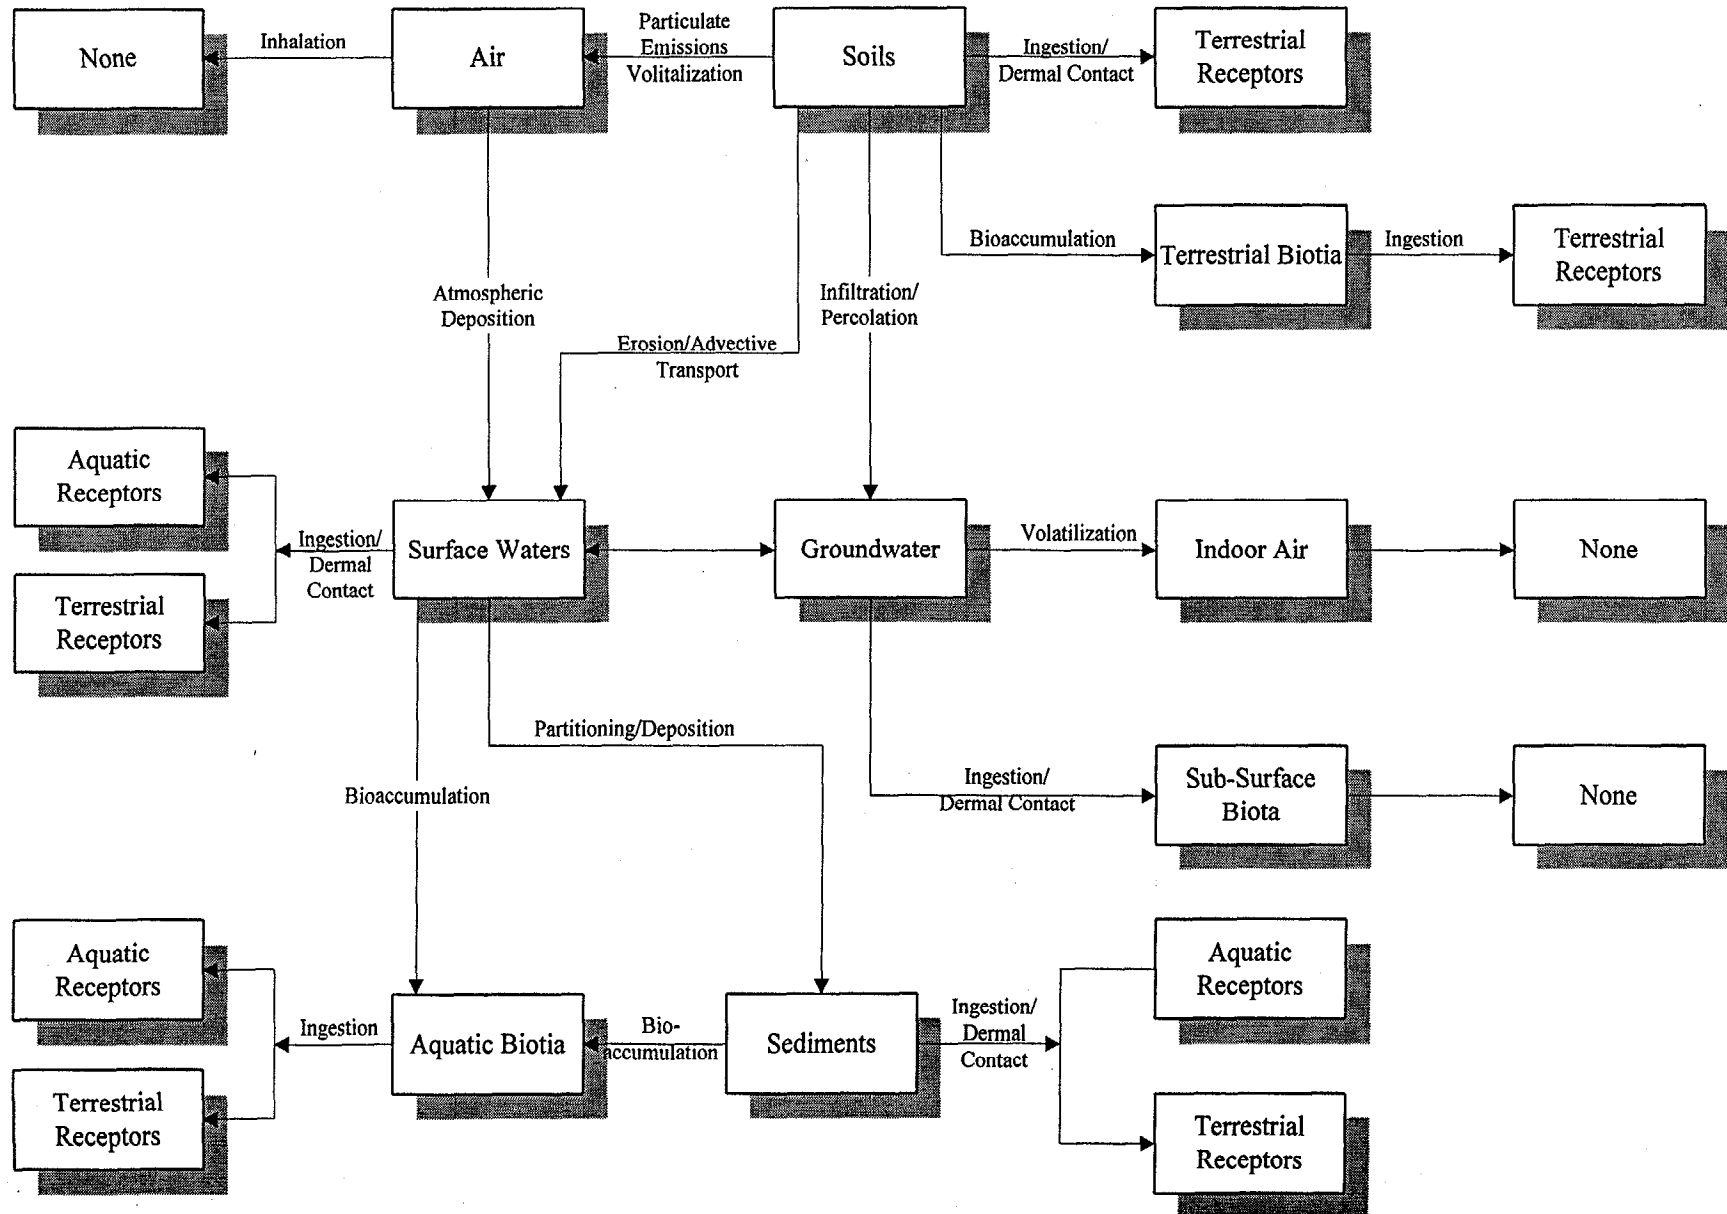 None
Inhalation
Air
Particulate
Emissions
Volitalization
Soils
Ingestion/
Dermal Contact
Terrestrial
Receptors
Bioaccumulation
Terrestrial Biotia
Ingestion
Terrestrial
Receptors
Atmospheric
Deposition
Infiltration/
Percolation
Erosion/Advective
Transport
Aquatic
Receptors
Terrestrial
Receptors
Ingestion/
Dermal
Contact
Surface Waters
Groundwater
Volatilization
Indoor Air
None
Partitioning/Deposition
Bioaccumulation
Ingestion/
Dermal Contact
Sub-Surface
Biota
None
Aquatic
Receptors
Terrestrial
Receptors
Ingestion
Aquatic Biotia
Bio-
accumulation
Sediments
Ingestion/
Dermal
Contact
Aquatic
Receptors
Terrestrial
Receptors